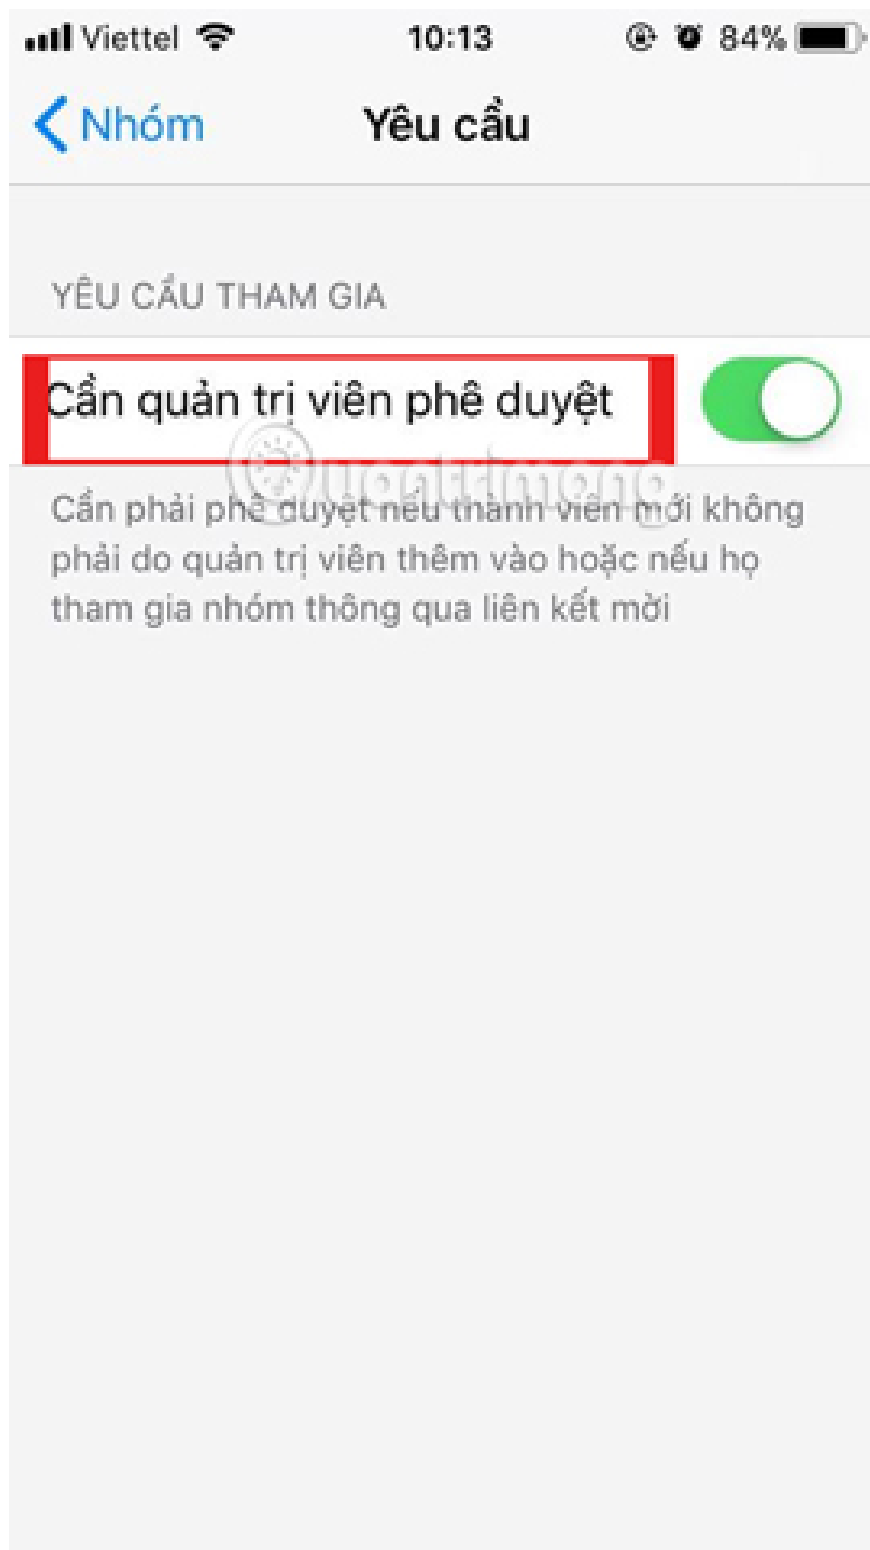 Viettel 10:13 84%
Nhóm Yêu cầu
YÊU CẦU THAM GIA
Cần quản trị viên phê duyệt
Quantrimang
Cần phải phê duyệt nếu thành viên mới không
phải do quản trị viên thêm vào hoặc nếu họ
tham gia nhóm thông qua liên kết mời